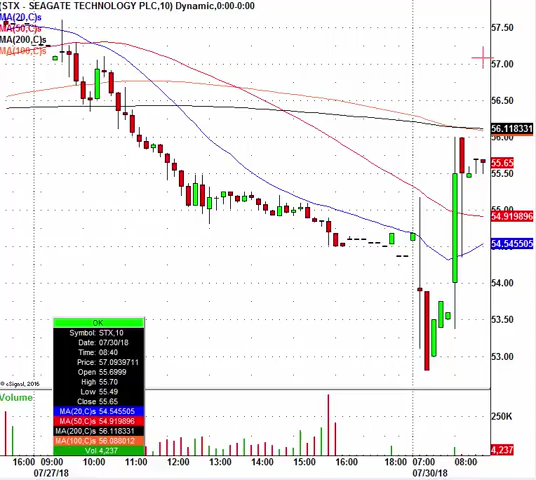 (STX - SEAGATE TECHNOLOGY PLC,10) Dynamic,0:00-0:00
MA(20,C)s
MA(50,C)s
MA(200,C)s
MA(100,C)s
57.50
57.00
56.50
56.118331
56.00
55.65
55.50
54.919896
54.545505
54.00
53.50
53.00
OK
Symbol: STX,10
Date: 07/30/18
Time: 08:40
Price: 57.0939711
Open 55.6999
High 55.70
Low 55.49
Close 55.65
MA(20,C)s 54.545505
MA(50,C)s 54.919896
MA(200,C)s 56.118331
MA(100,C)s 56.088012
Vol 4,237
© eSignal, 2016
Volume
250K
4,237
16:00 09:00 10:00 11:00 12:00 13:00 14:00 15:00 16:00 18:00 07:00 08:00
07/27/18 07/30/18